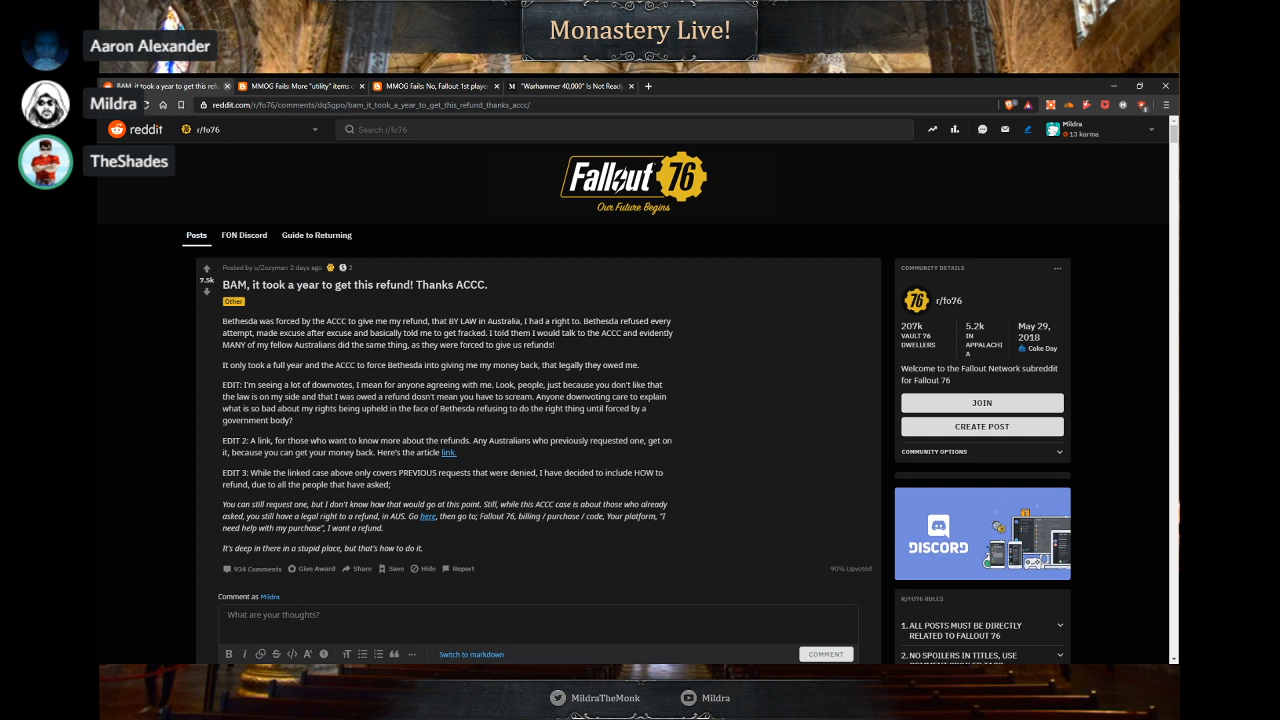 Monastery Live!
Aaron Alexander
Mildra
TheShades
BAM, it took a year to get this refu
MMOG Fails: More "utility" items c
MMOG Fails: No, Fallout 1st player
"Warhammer 40,000" Is Not Ready
reddit.com/r/fo76/comments/dq5gpo/bam_it_took_a_year_to_get_this_refund_thanks_accc/
reddit
r/fo76
Search r/fo76
Mildra
13 karma
Fallout 76
Our Future Begins
Posts
FON Discord
Guide to Returning
7.5k
Posted by u/Zozyman 2 days ago 2
BAM, it took a year to get this refund! Thanks ACCC.
Other
Bethesda was forced by the ACCC to give me my refund, that BY LAW in Australia, I had a right to. Bethesda refused every
attempt, made excuse after excuse and basically told me to get fracked. I told them I would talk to the ACCC and evidently
MANY of my fellow Australians did the same thing, as they were forced to give us refunds!
It only took a full year and the ACCC to force Bethesda into giving me my money back, that legally they owed me.
EDIT: I'm seeing a lot of downvotes, I mean for anyone agreeing with me. Look, people, just because you don't like that
the law is on my side and that I was owed a refund dosn't mean you have to scream. Anyone downvoting care to explain
what is so bad about my rights being upheld in the face of Bethesda refusing to do the right thing until forced by a
government body?
EDIT 2: A link, for those who want to know more about the refunds. Any Australians who previously requested one, get on
it, because you can get your money back. Here's the article link.
EDIT 3: While the linked case above only covers PREVIOUS requests that were denied, I have decided to include HOW to
refund, due to all the people that have asked;
You can still request one, but I don't know how that would go at this point. Still, while this ACCC case is about those who already
asked, you still have a legal right to a refund, in AUS. Go here, then go to; Fallout 76, billing / purchase / code, Your platform, "I
need help with my purchase", I want a refund.
It's deep in there in a stupid place, but that's how to do it.
934 Comments Give Award Share Save Hide Report
90% Upvoted
Comment as Mildra
What are your thoughts?
Switch to markdown
COMMENT
COMMUNITY DETAILS
r/fo76
207k
VAULT 76
DWELLERS
5.2k
IN
APPALACHI
A
May 29,
2018
Cake Day
Welcome to the Fallout Network subreddit
for Fallout 76
JOIN
CREATE POST
COMMUNITY OPTIONS
DISCORD
R/FO76 RULES
1. ALL POSTS MUST BE DIRECTLY
RELATED TO FALLOUT 76
2. NO SPOILERS IN TITLES, USE
MildraTheMonk
Mildra